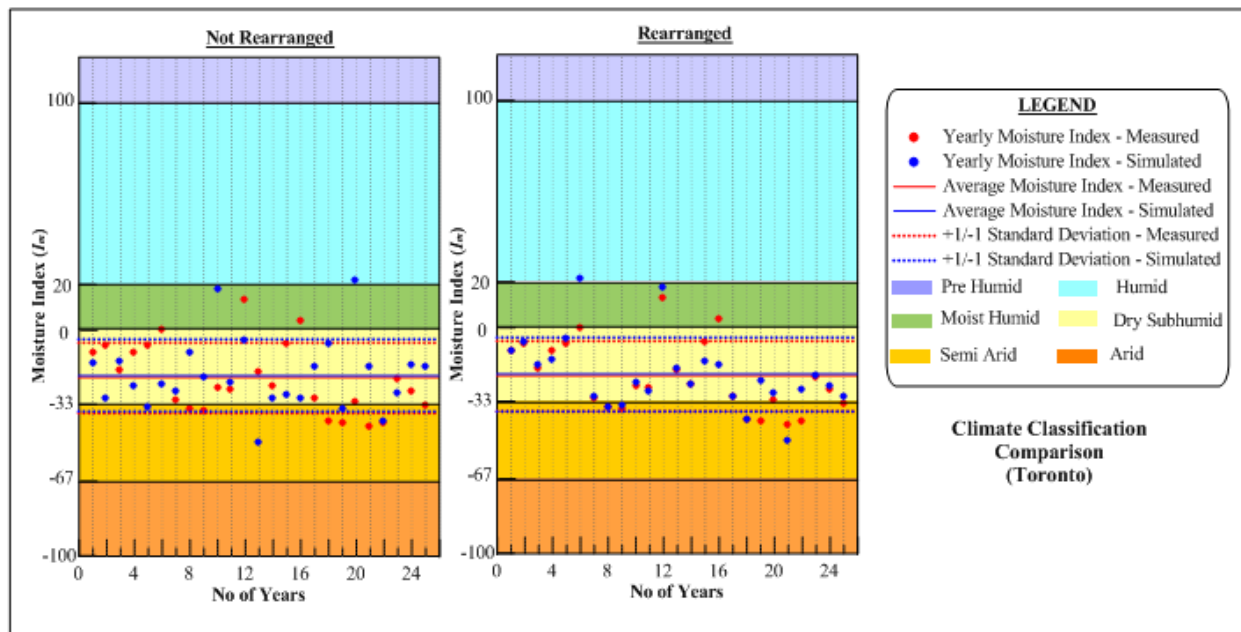 Not Rearranged
Moisture Index (Im)
100
20
0
-33
-67
-100
0 4 8 12 16 20 24
No of Years
Rearranged
Moisture Index (Im)
100
20
0
-33
-67
-100
0 4 8 12 16 20 24
No of Years
LEGEND
Yearly Moisture Index - Measured
Yearly Moisture Index - Simulated
Average Moisture Index - Measured
Average Moisture Index - Simulated
+1/-1 Standard Deviation - Measured
+1/-1 Standard Deviation - Simulated
Pre Humid Humid
Moist Humid Dry Subhumid
Semi Arid Arid
Climate Classification
Comparison
(Toronto)